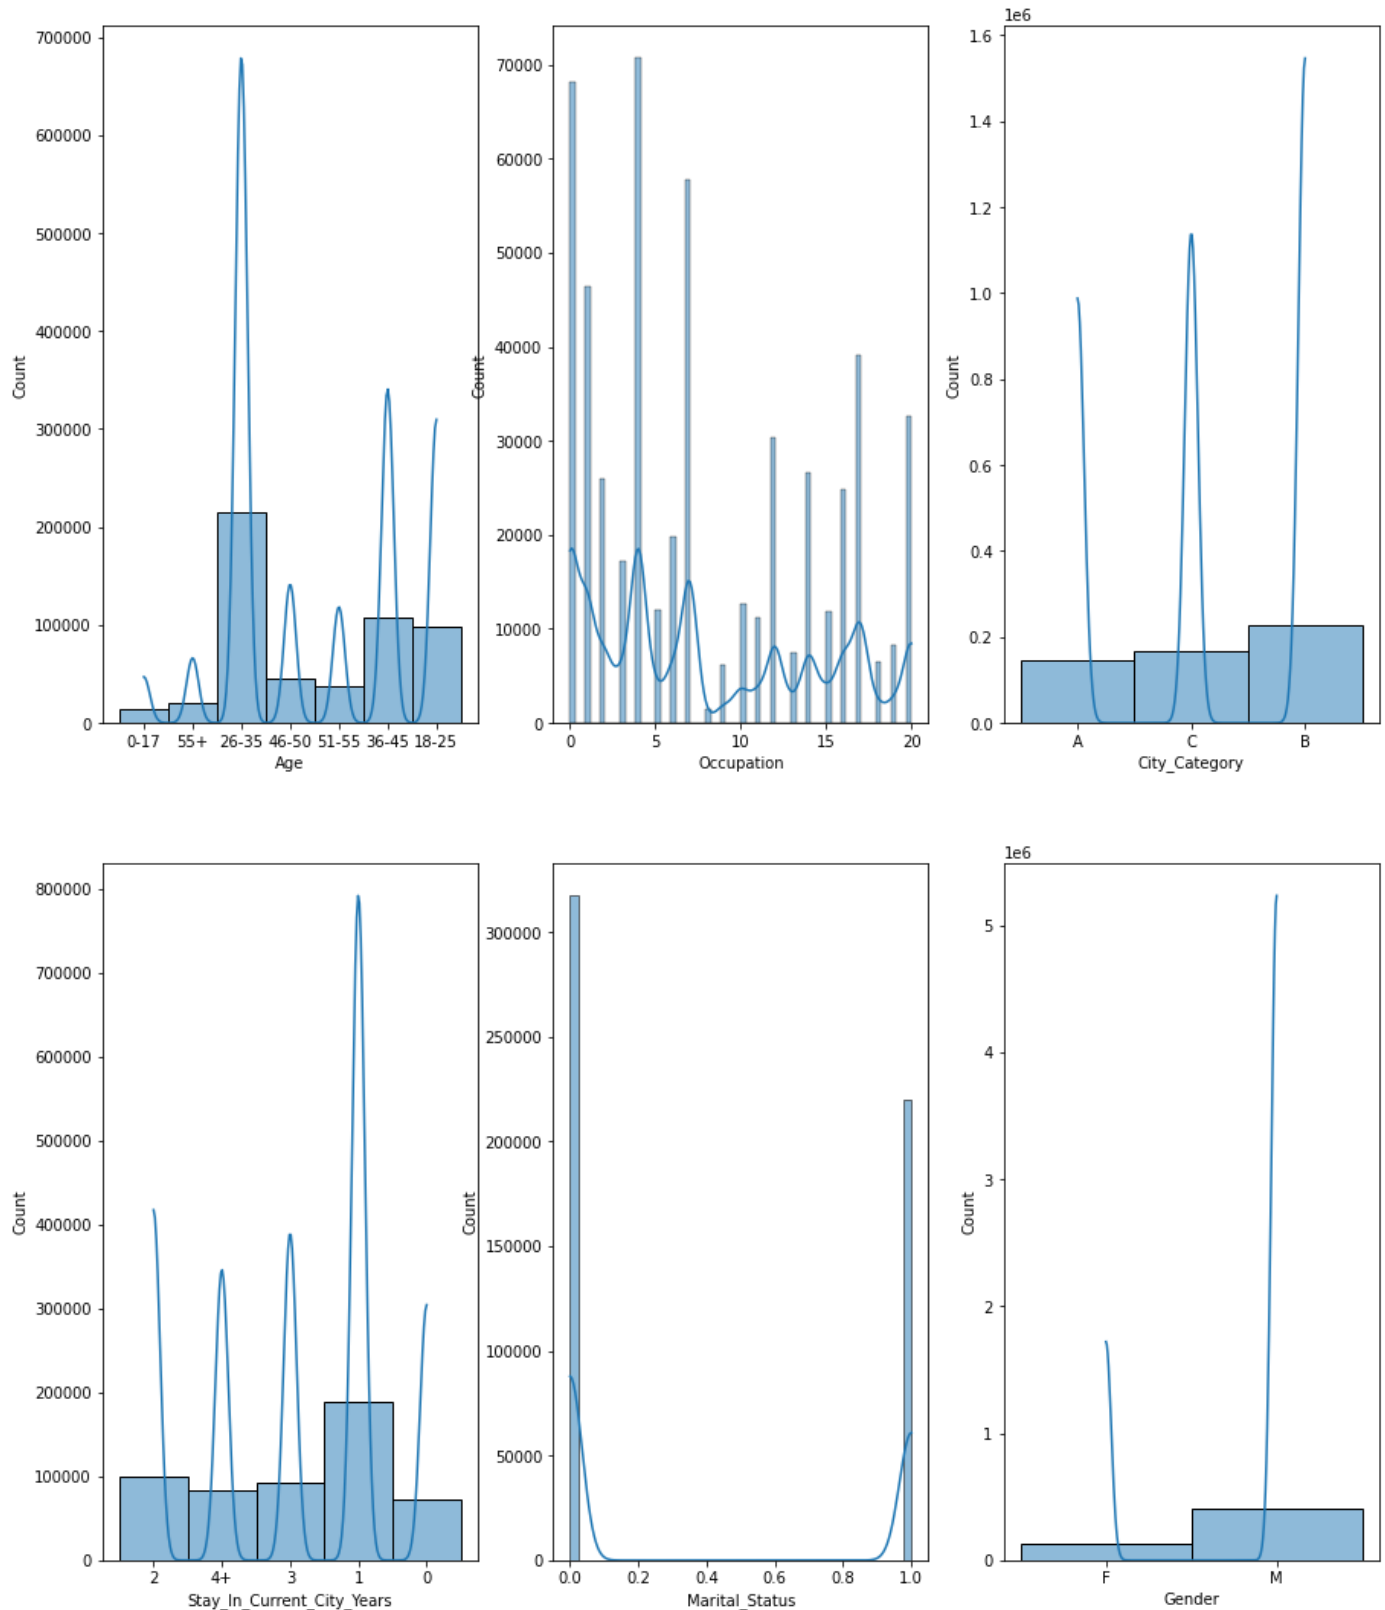 700000
600000
500000
400000
300000
200000
100000
0
Count
0-17 55+ 26-35 46-50 51-55 36-45 18-25
Age
70000
60000
50000
40000
30000
20000
10000
0
Count
0 5 10 15 20
Occupation
1e6
1.6
1.4
1.2
1.0
0.8
0.6
0.4
0.2
0.0
Count
A C B
City_Category
800000
700000
600000
500000
400000
300000
200000
100000
0
Count
2 4+ 3 1 0
Stay_In_Current_City_Years
300000
250000
200000
150000
100000
50000
0
Count
0.0 0.2 0.4 0.6 0.8 1.0
Marital_Status
1e6
5
4
3
2
1
0
Count
F M
Gender